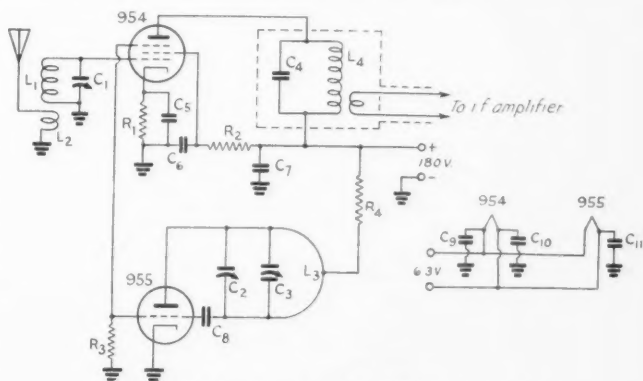 954
L1
C1
L2
R1
C5
C6
R2
C7
C4
L4
To i f amplifier
+
180 V.
-
R4
955
R3
C8
C2
C3
L3
954
955
C9
C10
C11
6 3V